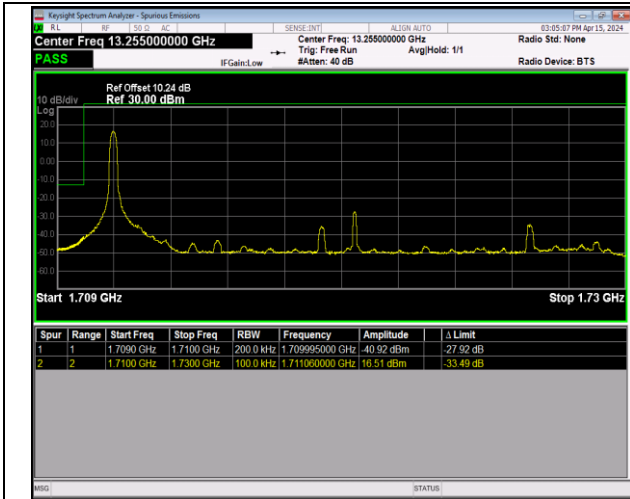 Keysight Spectrum Analyzer - Spurious Emissions
RL RF 50 Ω AC SENSE:INT ALIGN AUTO 03:05:07 PM Apr 15, 2024
Center Freq 13.255000000 GHz Center Freq: 13.255000000 GHz Radio Std: None
Trig: Free Run Avg|Hold: 1/1
PASS IFGain:Low #Atten: 40 dB Radio Device: BTS
Ref Offset 10.24 dB
10 dB/div Ref 30.00 dBm
Log
20.0
10.0
0.00
-10.0
-20.0
-30.0
-40.0
-50.0
-60.0
Start 1.709 GHz Stop 1.73 GHz
Spur Range Start Freq Stop Freq RBW Frequency Amplitude Δ Limit
1 1 1.7090 GHz 1.7100 GHz 200.0 kHz 1.709995000 GHz -40.92 dBm -27.92 dB
2 2 1.7100 GHz 1.7300 GHz 100.0 kHz 1.711060000 GHz 16.51 dBm -33.49 dB
MSG STATUS